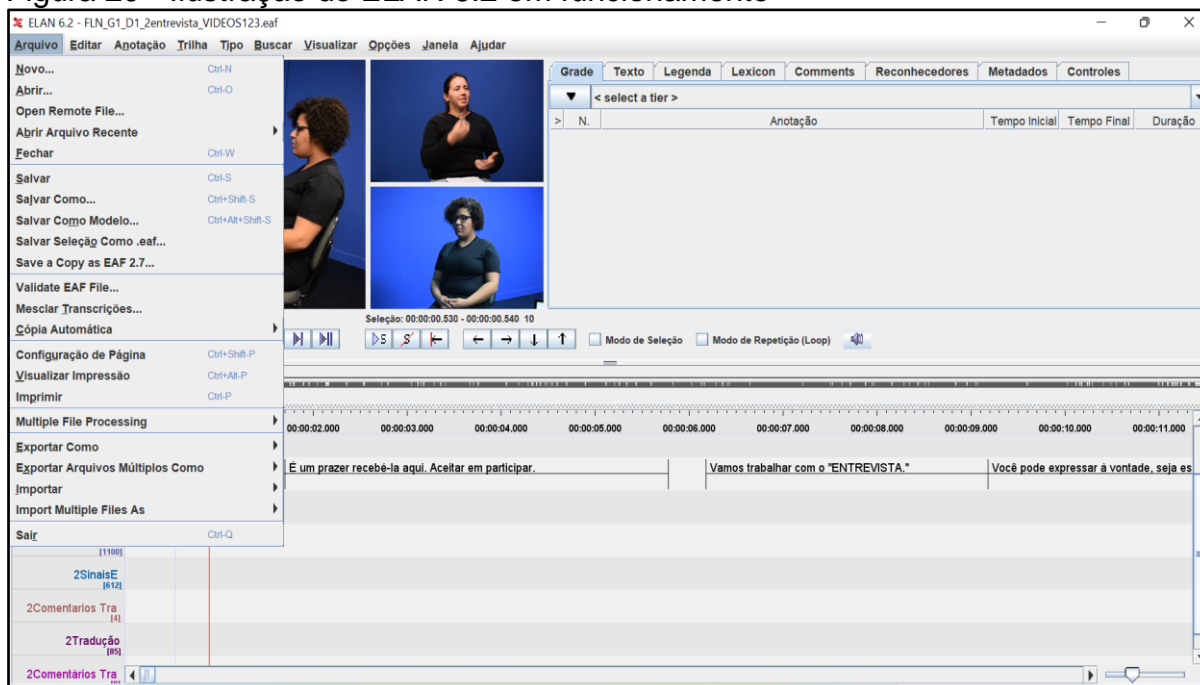 ELAN 6.2 - FLN_G1_D1_2entrevista_VIDEOS123.eaf
Arquivo Editar Anotação Trilha Tipo Buscar Visualizar Opções Janela Ajudar
Novo... Ctrl-N
Abrir... Ctrl-O
Open Remote File...
Abrir Arquivo Recente
Fechar Ctrl-W
Salvar Ctrl-S
Salvar Como... Ctrl+Shift-S
Salvar Como Modelo... Ctrl+Alt+Shift-S
Salvar Seleção Como .eaf...
Save a Copy as EAF 2.7...
Validate EAF File...
Mesclar Transcrições...
Cópia Automática
Configuração de Página Ctrl+Shift-P
Visualizar Impressão Ctrl+Alt-P
Imprimir Ctrl-P
Multiple File Processing
Exportar Como
Exportar Arquivos Múltiplos Como
Importar
Import Multiple Files As
Sair Ctrl-Q
Grade Texto Legenda Lexicon Comments Reconhecedores Metadados Controles
< select a tier >
> N. Anotação Tempo Inicial Tempo Final Duração
Seleção: 00:00:00.530 - 00:00:00.540 10
S S Modo de Seleção Modo de Repetição (Loop)
00:00:02.000 00:00:03.000 00:00:04.000 00:00:05.000 00:00:06.000 00:00:07.000 00:00:08.000 00:00:09.000 00:00:10.000 00:00:11.000
É um prazer recebê-la aqui. Aceitar em participar. Vamos trabalhar com o "ENTREVISTA." Você pode expressar à vontade, seja es
[1100]
2SinaisE
[612]
2Comentarios Tra
[4]
2Tradução
[85]
2Comentários Tra